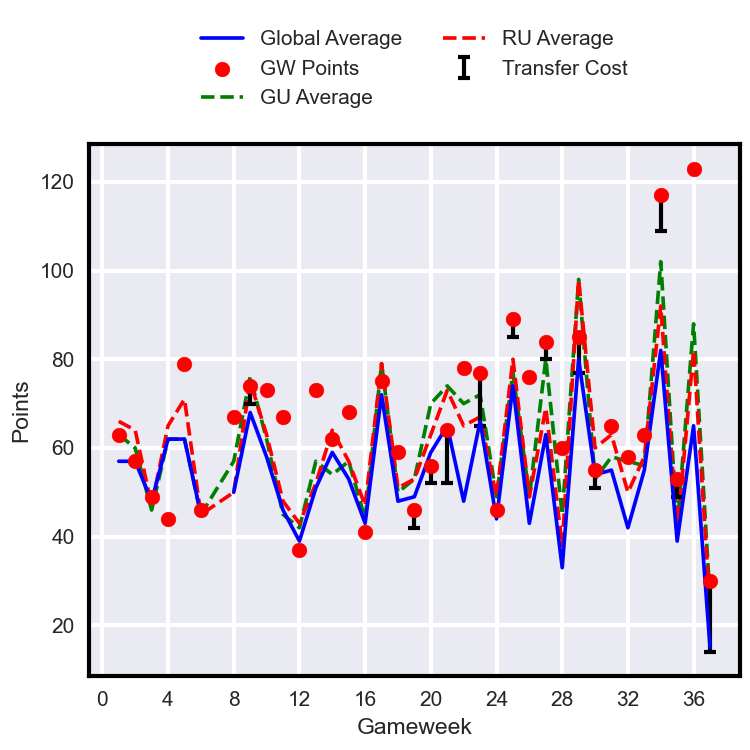 Global Average
GW Points
GU Average
RU Average
Transfer Cost
Points
120
100
80
60
40
20
0 4 8 12 16 20 24 28 32 36
Gameweek